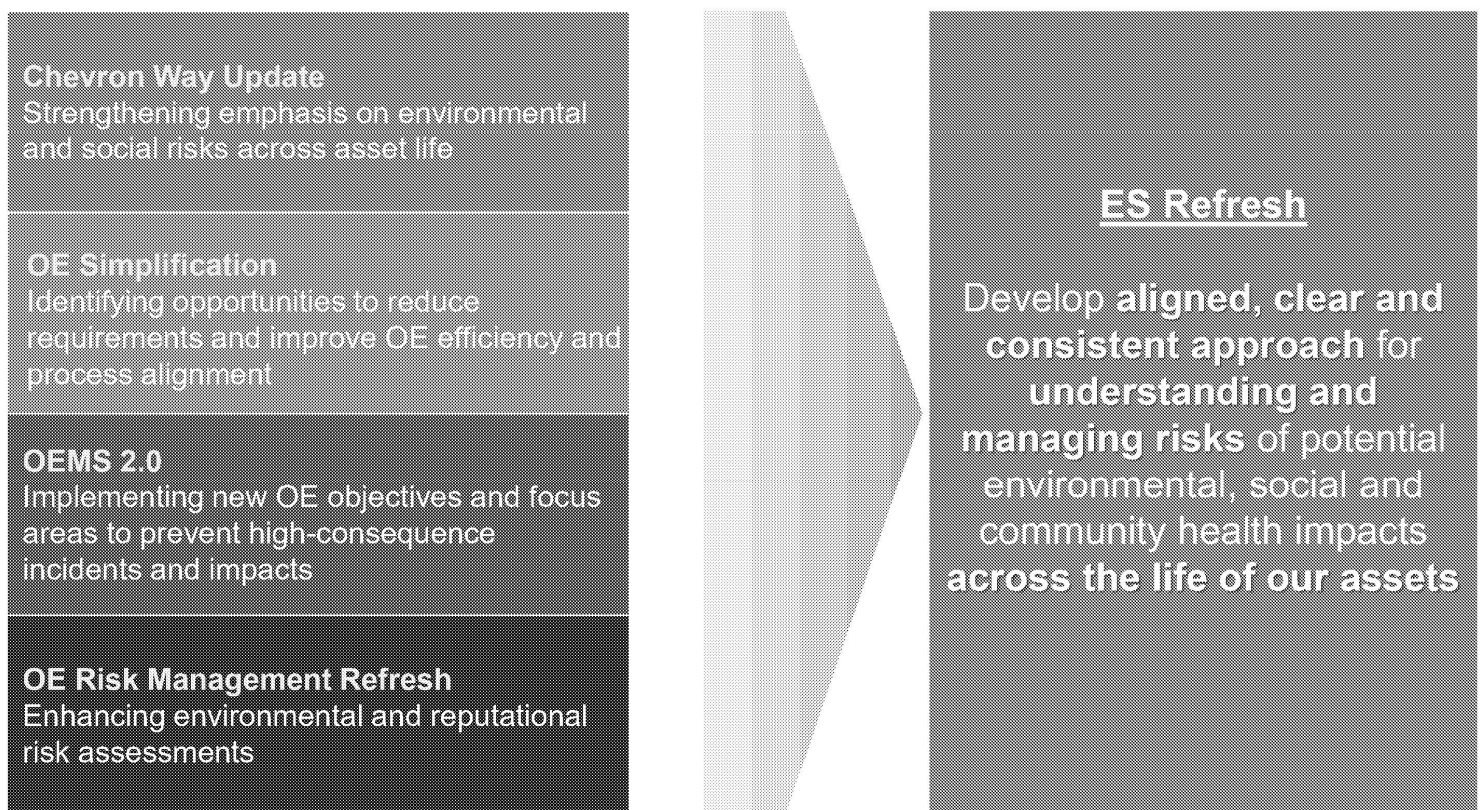 Chevron Way Update
Strengthening emphasis on environmental
and social risks across asset life
OE Simplification
Identifying opportunities to reduce
requirements and improve OE efficiency and
process alignment
OEMS 2.0
Implementing new OE objectives and focus
areas to prevent high-consequence
incidents and impacts
OE Risk Management Refresh
Enhancing environmental and reputational
risk assessments
ES Refresh
Develop aligned, clear and
consistent approach for
understanding and
managing risks of potential
environmental, social and
community health impacts
across the life of our assets